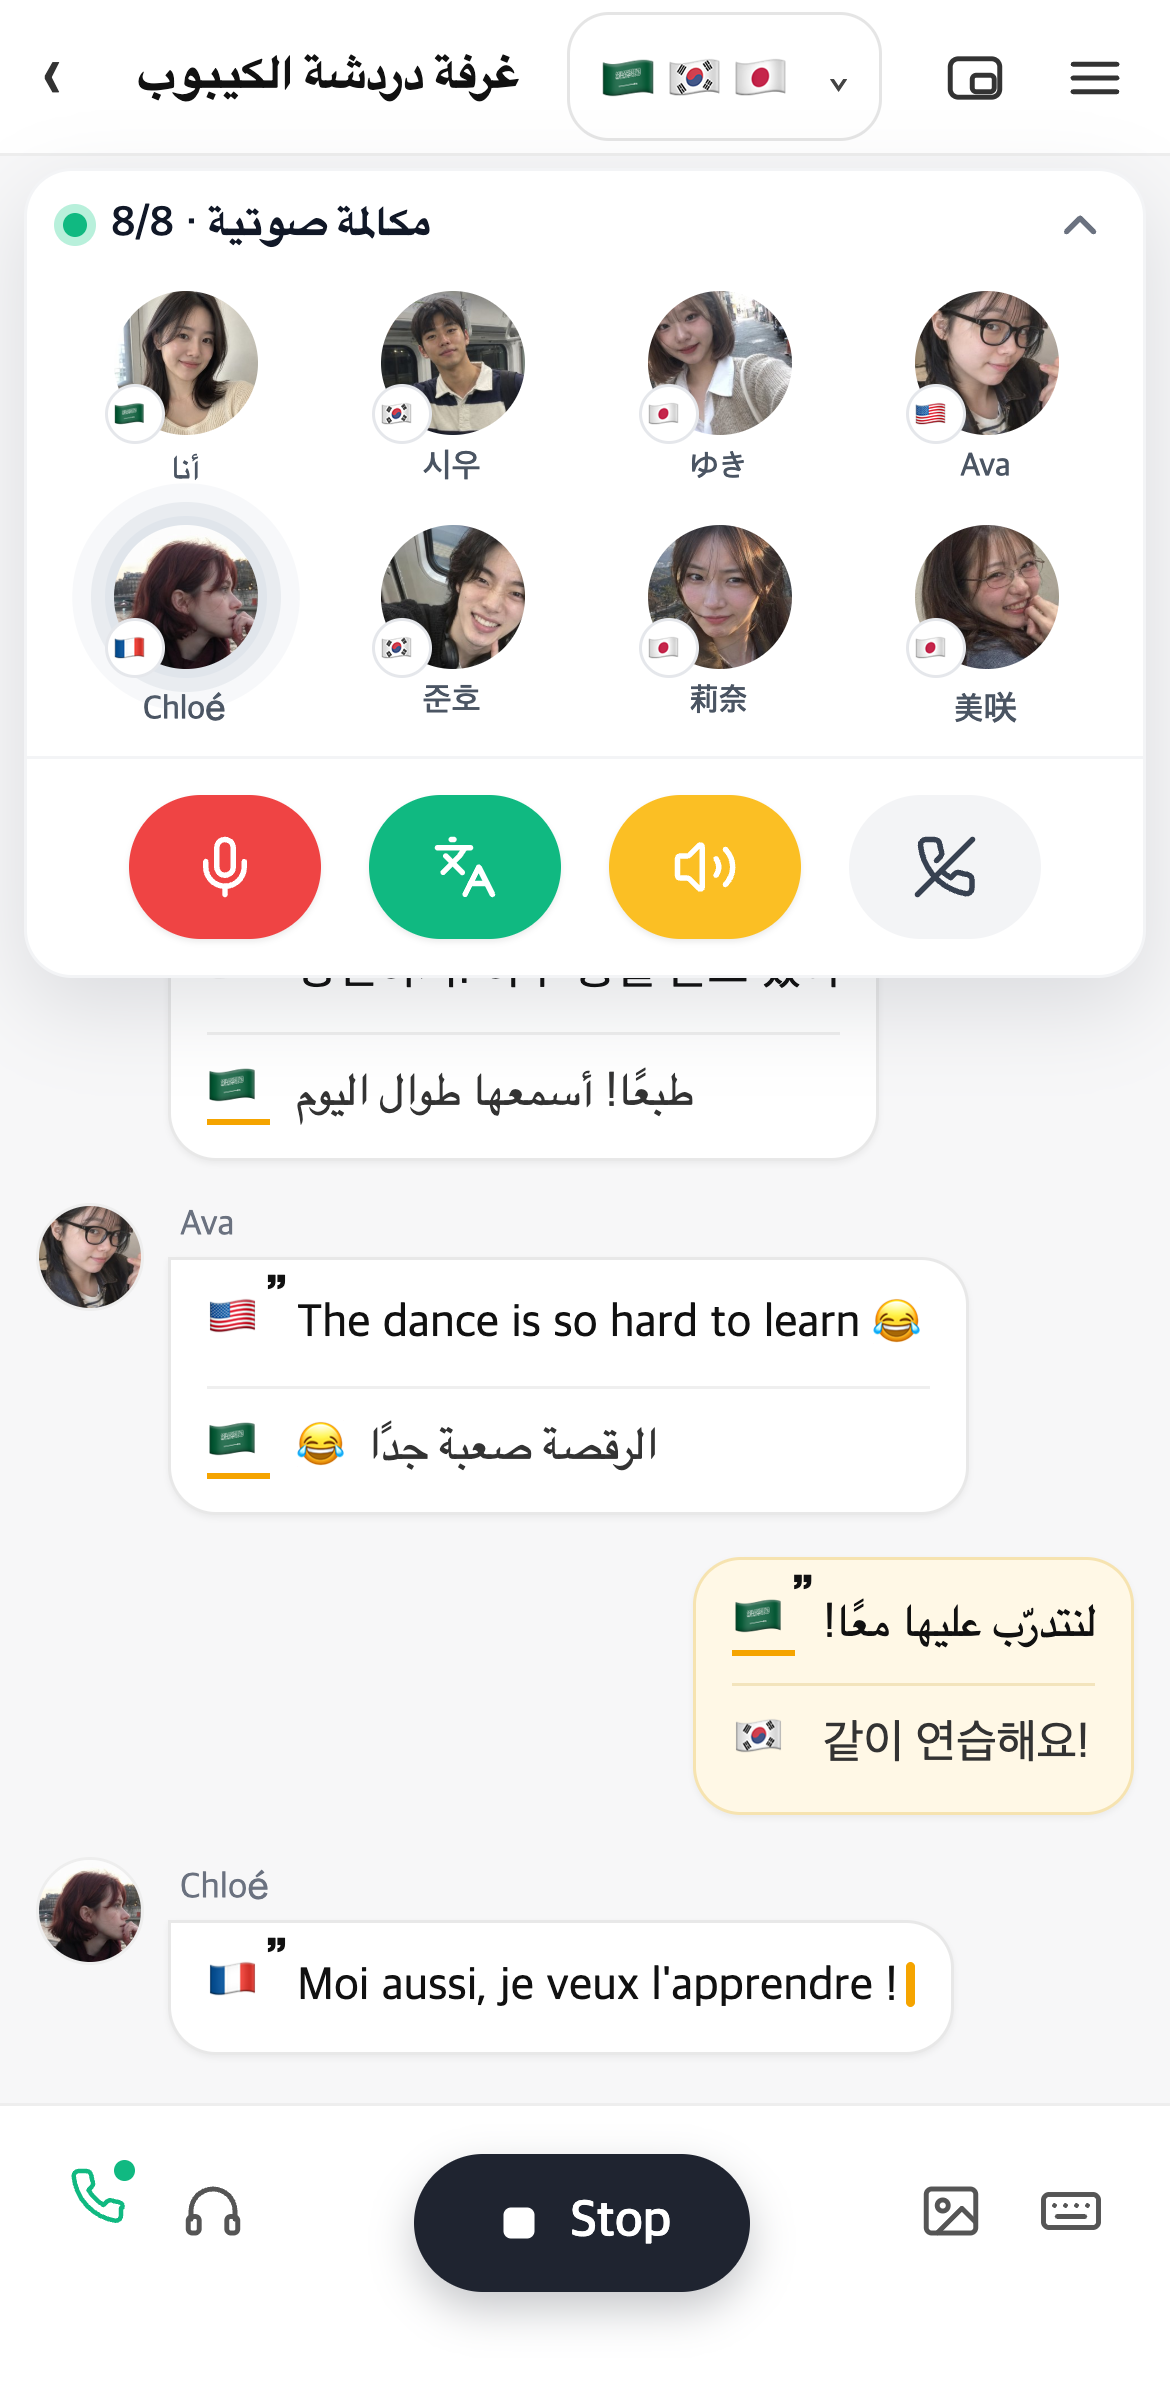 غرفة دردشة الكيبوب
مكالمة صوتية · 8/8
أنا
시우
ゆき
Ava
Chloé
준호
莉奈
美咲
طبعًا! أسمعها طوال اليوم
Ava
The dance is so hard to learn 😂
الرقصة صعبة جدًا 😂
لنتدرّب عليها معًا!
같이 연습해요!
Chloé
Moi aussi, je veux l'apprendre !
Stop